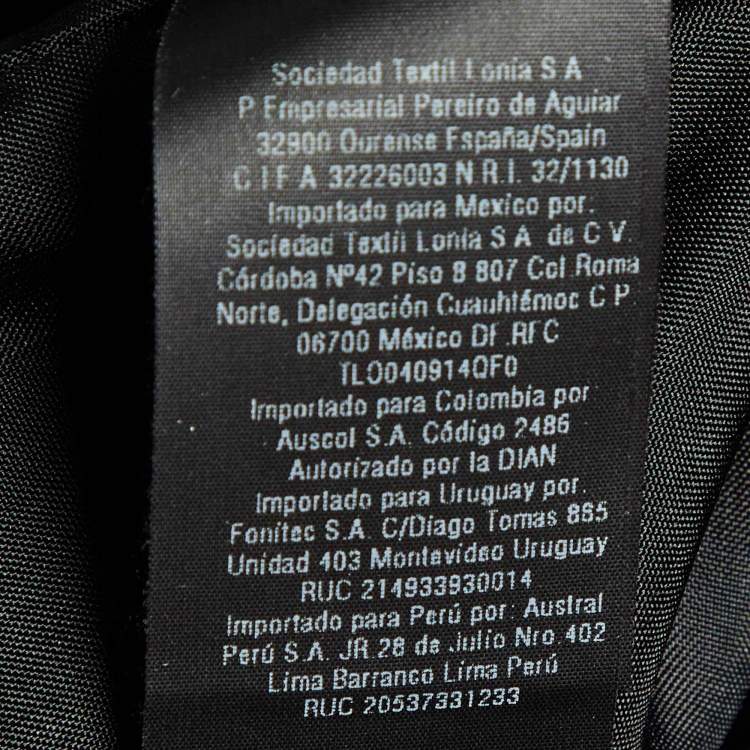 Sociedad Textil Lonia S A
P Empresarial Pereiro de Aguiar
32900 Ourense España/Spain
C I F A 32226003 N R.I. 32/1130
Importado para Mexico por:
Sociedad Textil Lonia S A de C V.
Córdoba Nº42 Piso 8 807 Col Roma
Norte, Delegación Cuauhtémoc C P
06700 México DF .RFC
TLO040914QF0
Importado para Colombia por
Auscol S.A. Código 2486
Autorizado por la DIAN
Importado para Uruguay por.
Fonitec S.A. C/Diago Tomas 885
Unidad 403 Montevideo Uruguay
RUC 214933930014
Importado para Perú por: Austral
Perú S.A. JR 28 de Julio Nro 402
Lima Barranco Lima Perú
RUC 20537331233